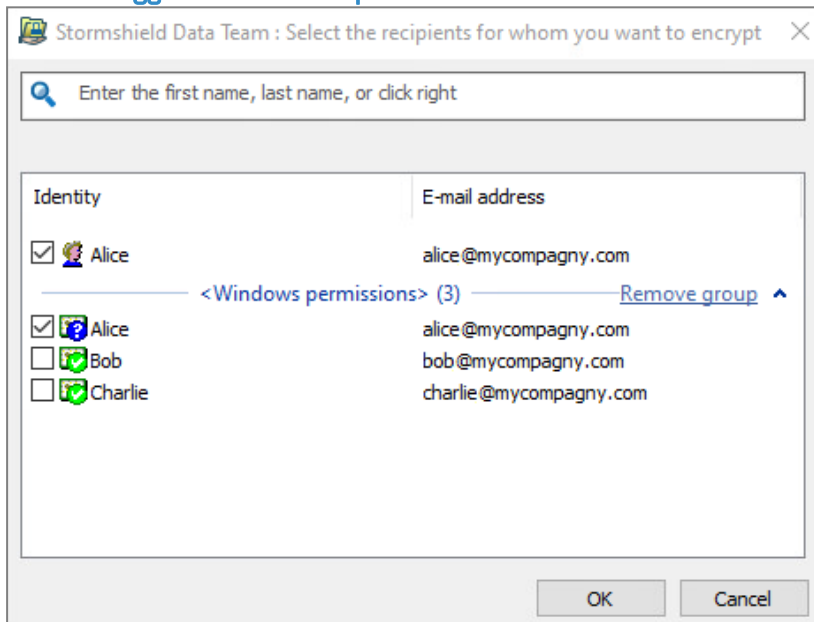 Stormshield Data Team : Select the recipients for whom you want to encrypt
Enter the first name, last name, or click right
Identity E-mail address
Alice alice@mycompagny.com
<Windows permissions> (3) Remove group
Alice alice@mycompagny.com
Bob bob@mycompagny.com
Charlie charlie@mycompagny.com
OK Cancel